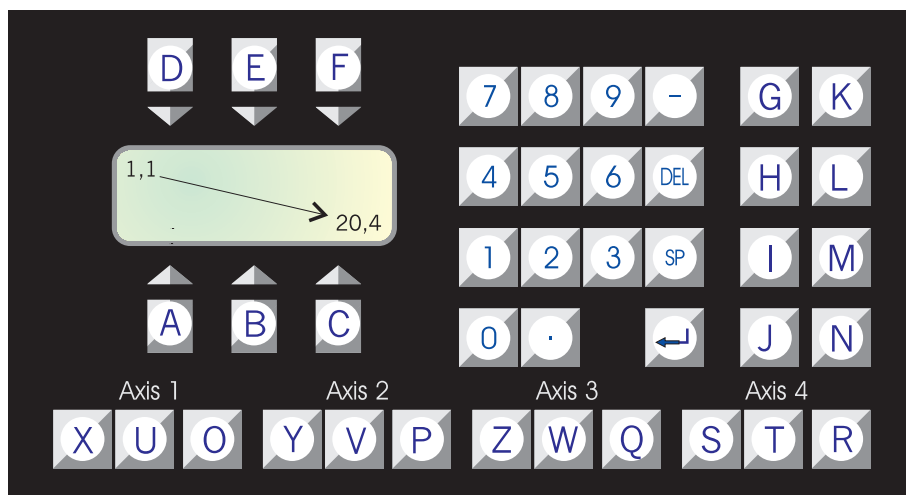 D E F
7 8 9 - G K
1,1
20,4
4 5 6 DEL H L
1 2 3 SP I M
A B C
0 . J N
Axis 1 Axis 2 Axis 3 Axis 4
X U O Y V P Z W Q S T R